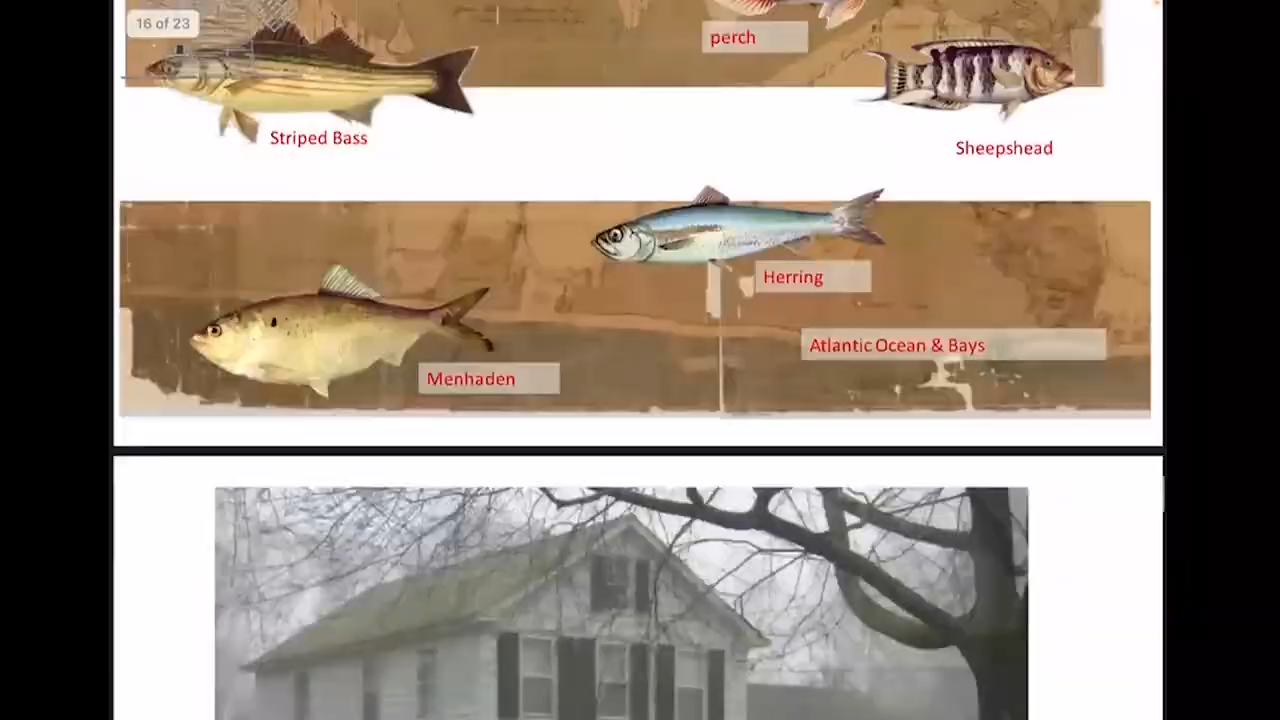 16 of 23
perch
Striped Bass
Sheepshead
Herring
Atlantic Ocean & Bays
Menhaden